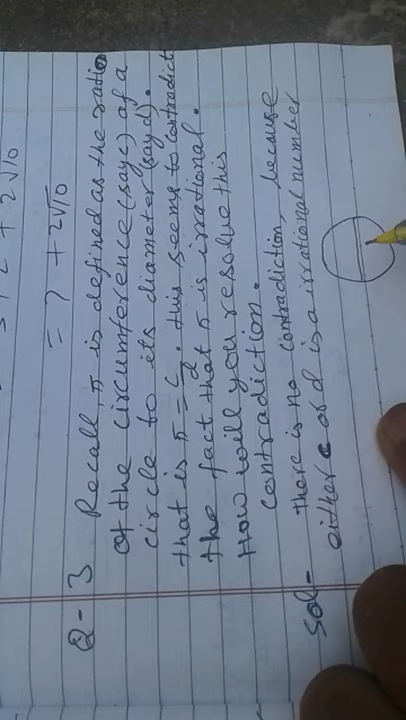 5 + 2 + 2√10
= 7 + 2√10
Q-3 Recall, π is defined as the ratio
of the circumference (say c) of a
circle to its diameter (say d).
that is π = c/d. this seems to contradict
the fact that π is irrational.
How will you resolve this
contradiction.
Sol- there is no contradiction, because
either c or d is a irrational number